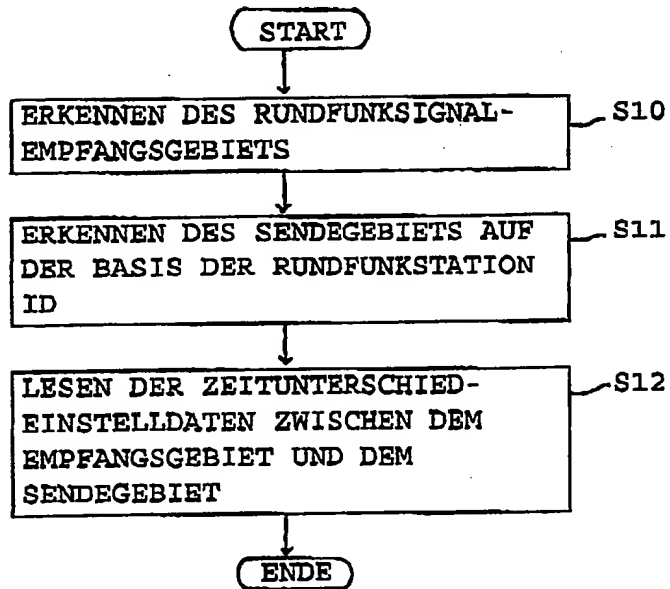 START
ERKENNEN DES RUNDFUNKSIGNAL-
EMPFANGSGEBIETS
S10
ERKENNEN DES SENDEGEBIETS AUF
DER BASIS DER RUNDFUNKSTATION
ID
S11
LESEN DER ZEITUNTERSCHIED-
EINSTELLDATEN ZWISCHEN DEM
EMPFANGSGEBIET UND DEM
SENDEGEBIET
S12
ENDE